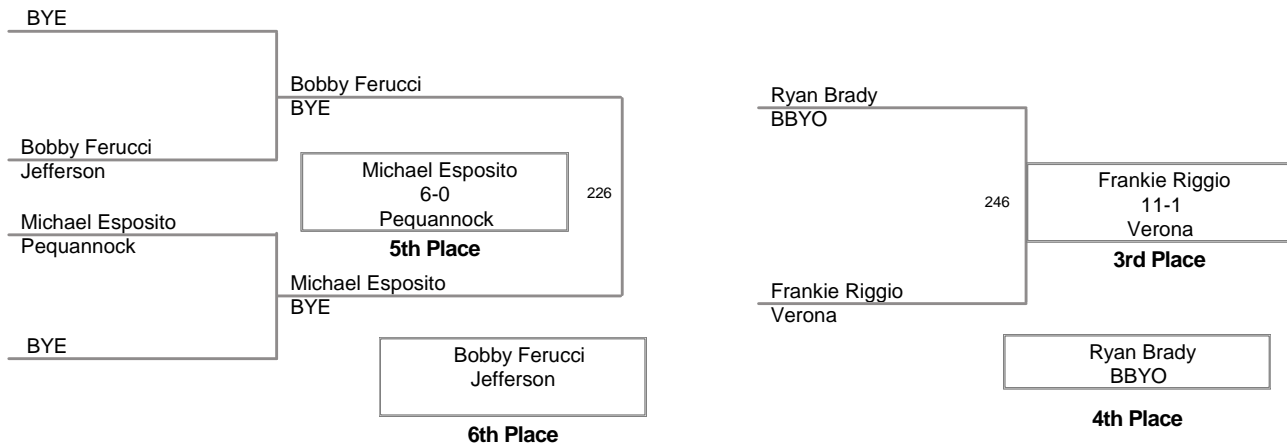 BYE
Bobby Ferucci
BYE
Bobby Ferucci
Jefferson
Michael Esposito
6-0
Pequannock
5th Place
226
Michael Esposito
Pequannock
Michael Esposito
BYE
BYE
Bobby Ferucci
Jefferson
6th Place
Ryan Brady
BBYO
246
Frankie Riggio
11-1
Verona
3rd Place
Frankie Riggio
Verona
Ryan Brady
BBYO
4th Place